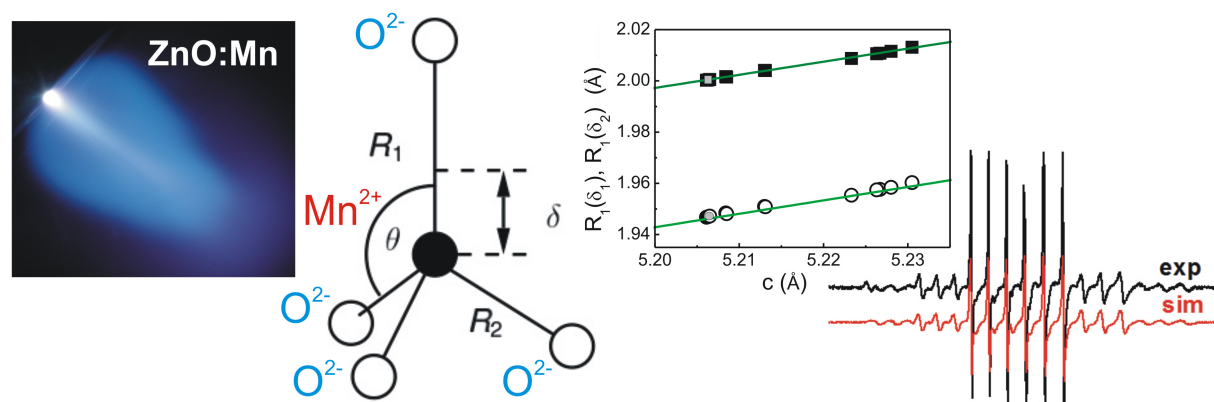 ZnO:Mn
O²⁻
R₁
Mn²⁺
θ
δ
O²⁻
R₂
O²⁻
O²⁻
R₁(δ₁), R₁(δ₂) (Å)
2.02
2.00
1.98
1.96
1.94
5.20 5.21 5.22 5.23
c (Å)
exp
sim